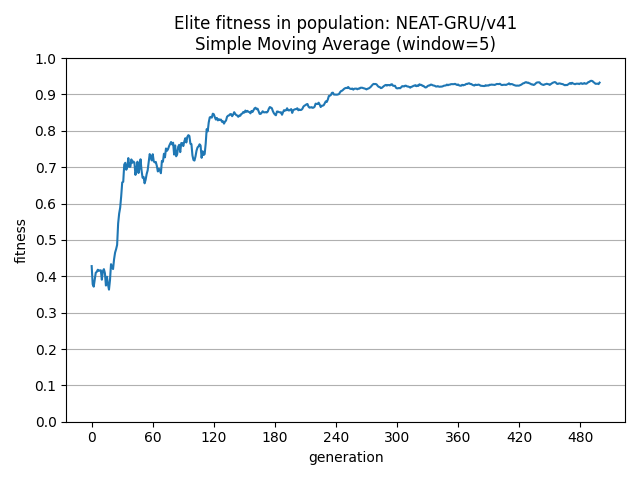 Elite fitness in population: NEAT-GRU/v41
Simple Moving Average (window=5)
1.0
0.9
0.8
0.7
0.6
0.5
0.4
0.3
0.2
0.1
0.0
fitness
0 60 120 180 240 300 360 420 480
generation